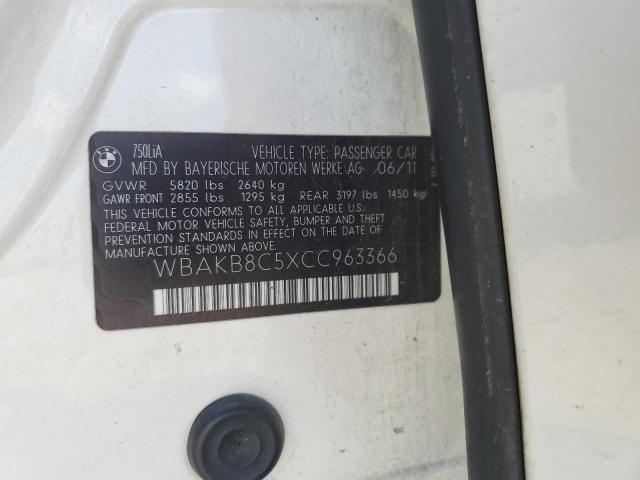 BMW
750LiA VEHICLE TYPE: PASSENGER CAR
MFD BY BAYERISCHE MOTOREN WERKE AG 06/11
GVWR 5820 lbs 2640 kg
GAWR FRONT 2855 lbs 1295 kg REAR 3197 lbs 1450 kg
THIS VEHICLE CONFORMS TO ALL APPLICABLE U.S.
FEDERAL MOTOR VEHICLE SAFETY, BUMPER AND THEFT
PREVENTION STANDARDS IN EFFECT ON THE DATE OF
MANUFACTURE SHOWN ABOVE.
WBAKB8C5XCC963366